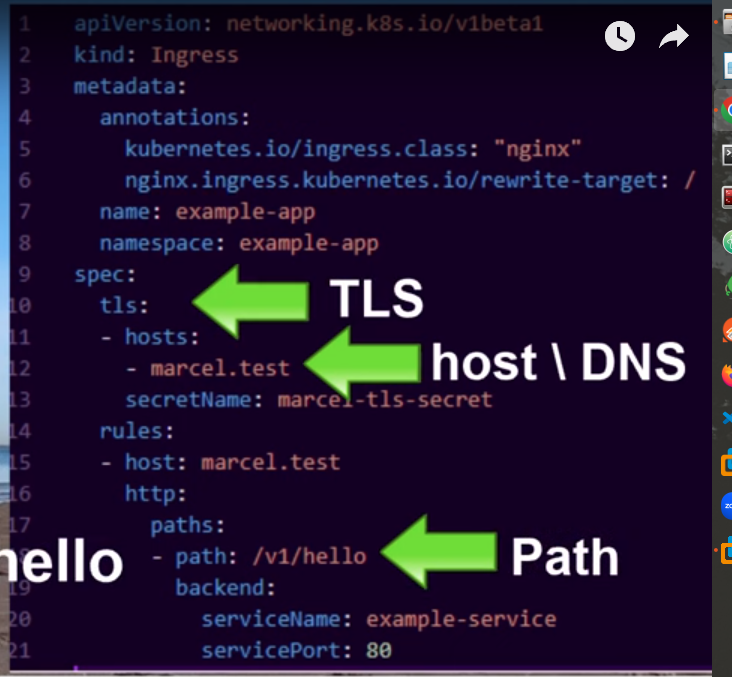 1 apiVersion: networking.k8s.io/v1beta1
2 kind: Ingress
3 metadata:
4 annotations:
5 kubernetes.io/ingress.class: "nginx"
6 nginx.ingress.kubernetes.io/rewrite-target: /
7 name: example-app
8 namespace: example-app
9 spec:
10 tls:
TLS
11 - hosts:
12 - marcel.test
host \ DNS
13 secretName: marcel-tls-secret
14 rules:
15 - host: marcel.test
16 http:
17 paths:
hello
- path: /v1/hello
Path
19 backend:
20 serviceName: example-service
21 servicePort: 80